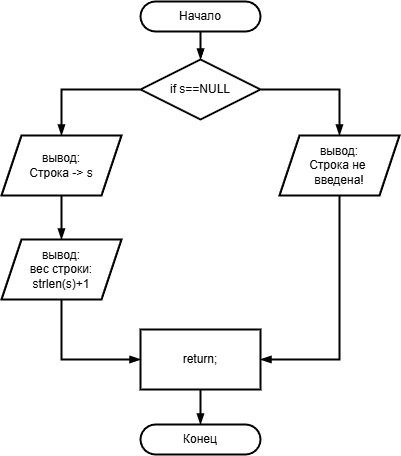 Начало
if s==NULL
вывод:
Строка -> s
вывод:
Строка не
введена!
вывод:
вес строки:
strlen(s)+1
return;
Конец